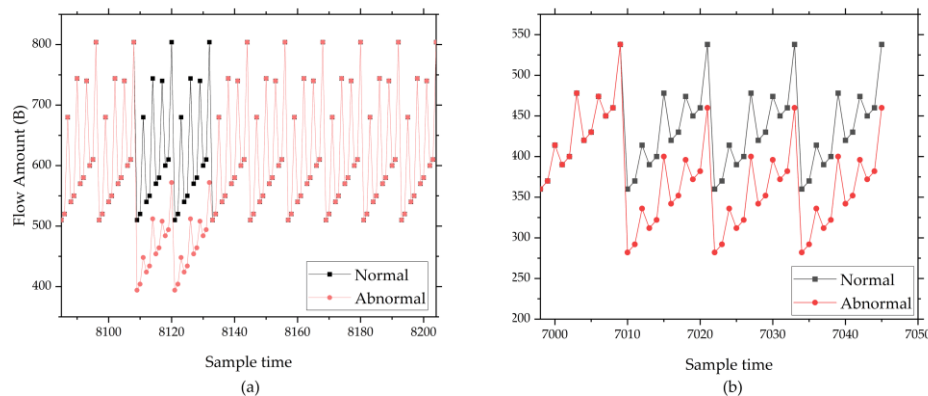 (a)
800
700
600
500
400
Flow Amount (B)
Normal
Abnormal
8100 8120 8140 8160 8180 8200
Sample time
(a)
(b)
550
500
450
400
350
300
250
200
Normal
Abnormal
7000 7010 7020 7030 7040 7050
Sample time
(b)